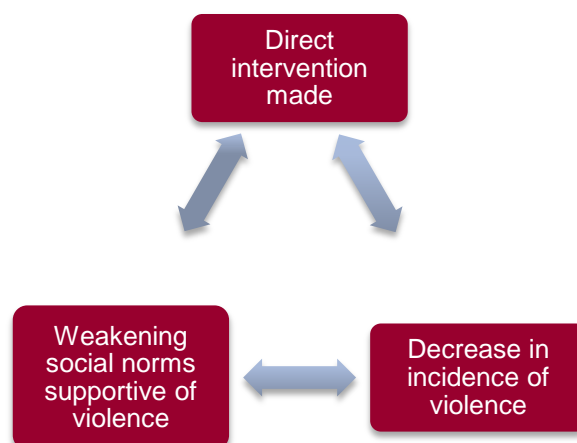 Direct
intervention
made
Weakening
social norms
supportive of
violence
Decrease in
incidence of
violence